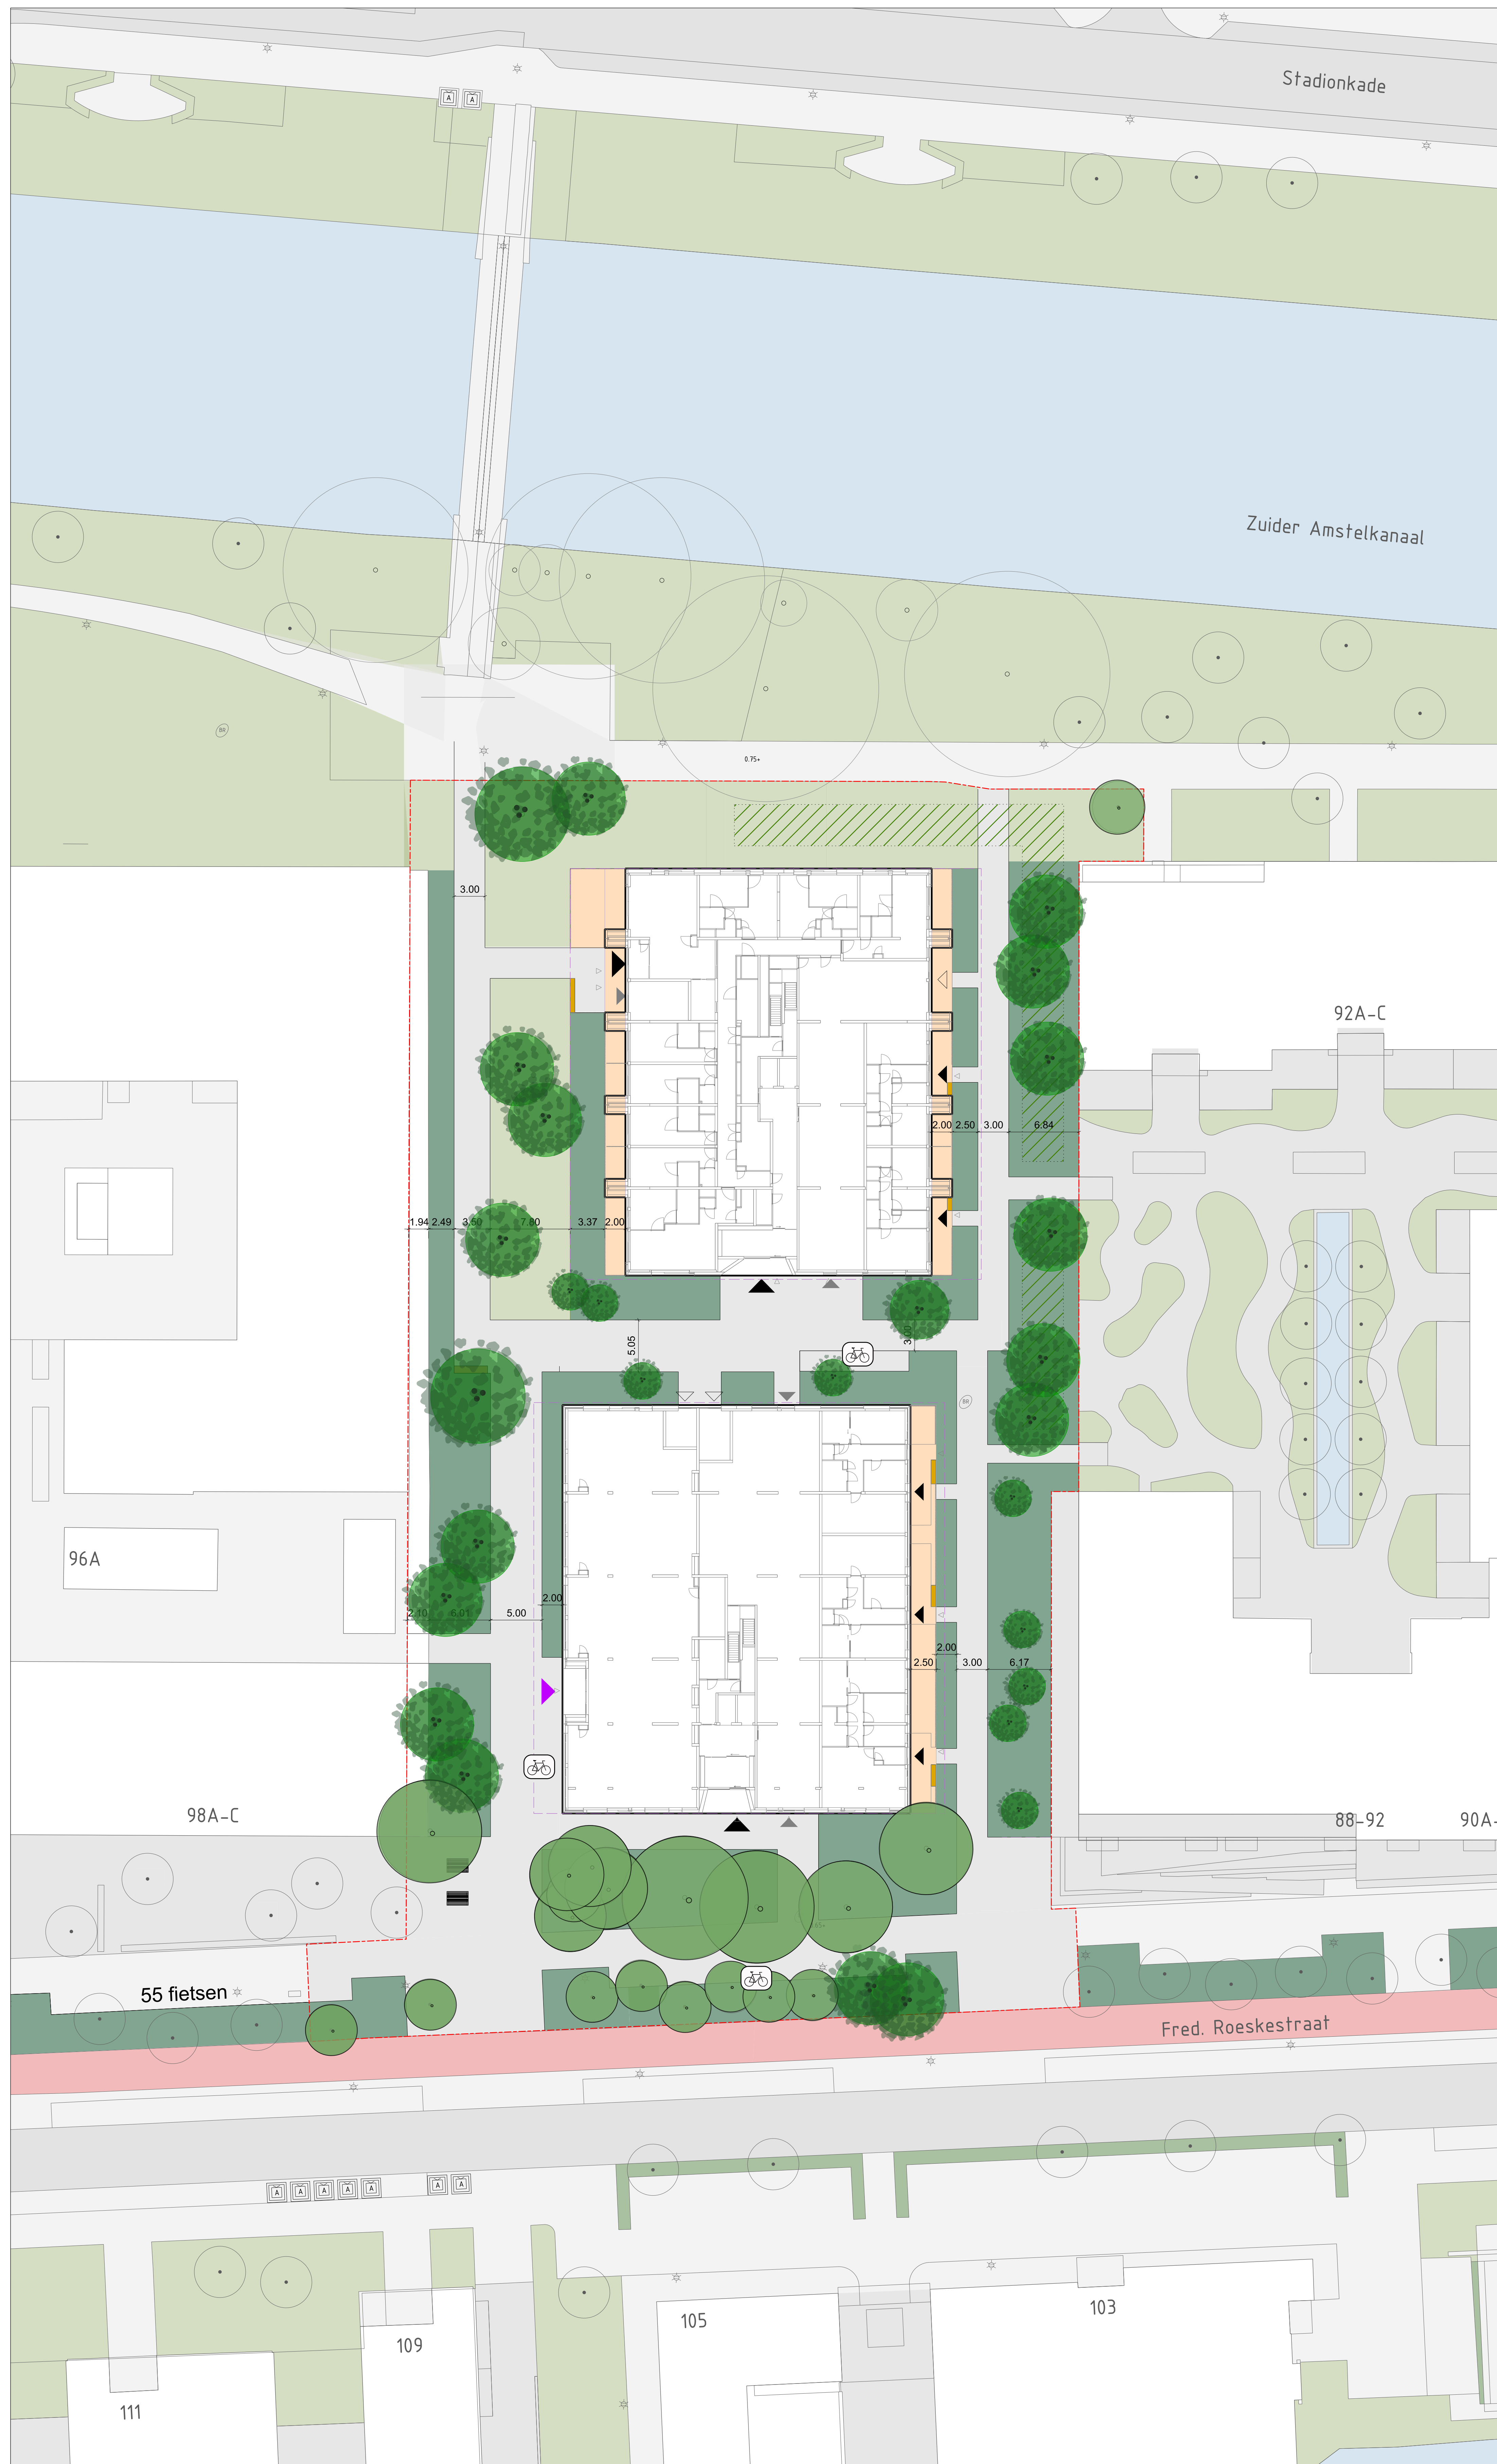 Stadionkade
A
A
Zuider Amstelkanaal
BR
0.75+
3.00
92A-C
2.00
2.50
3.00
6.84
1.94
2.49
3.50
7.80
3.37
2.00
5.05
3.00
BR
96A
2.00
2.10
6.01
5.00
2.00
2.50
3.00
6.17
98A-C
88-92
90A-
55 fietsen
Fred. Roeskestraat
A
A
A
A
A
A
A
105
103
109
111